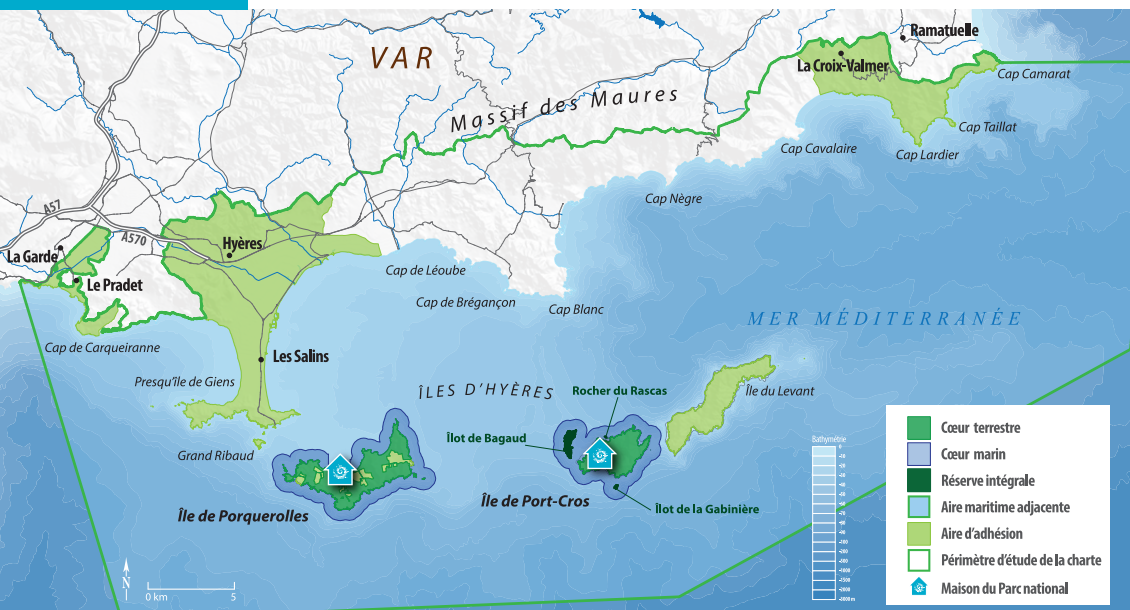 VAR
Massif des Maures
Ramatuelle
La Croix-Valmer
Cap Camarat
Cap Taillat
Cap Lardier
Cap Cavalaire
Cap Nègre
A57
A570
Hyères
La Garde
Le Pradet
Cap de Léoube
Cap de Brégançon
Cap Blanc
MER MÉDITERRANÉE
Cap de Carqueiranne
Les Salins
Presqu'île de Giens
ÎLES D'HYÈRES
Rocher du Rascas
Île du Levant
Îlot de Bagaud
Grand Ribaud
Île de Porquerolles
Île de Port-Cros
Îlot de la Gabinière
N
0 km 5
Bathymétrie
Cœur terrestre
Cœur marin
Réserve intégrale
Aire maritime adjacente
Aire d'adhésion
Périmètre d'étude de la charte
Maison du Parc national